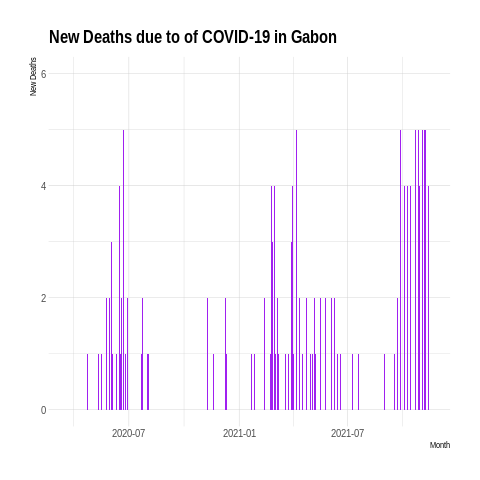 New Deaths due to of COVID-19 in Gabon
New Deaths
6
4
2
0
2020-07
2021-01
2021-07
Month